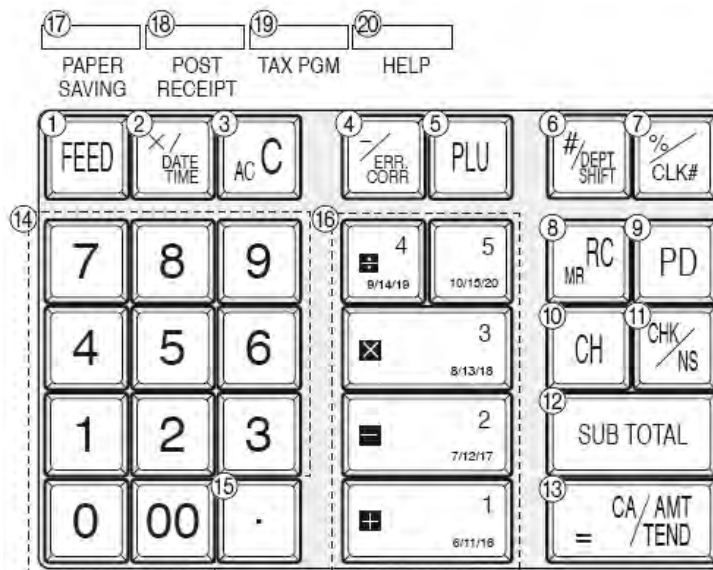 ⑰ ⑱ ⑲ ⑳
PAPER SAVING POST RECEIPT TAX PGM HELP
① FEED ② ×/DATE TIME ③ AC C ④ −/ERR. CORR ⑤ PLU ⑥ #/DEPT SHIFT ⑦ %/CLK#
⑭ 7 8 9 ⑯ ÷ 4 9/14/19 5 10/15/20 ⑧ MR RC ⑨ PD
4 5 6 × 3 8/13/18 ⑩ CH ⑪ CHK/NS
1 2 3 − 2 7/12/17 ⑫ SUB TOTAL
0 00 ⑮ · + 1 6/11/16 ⑬ = CA/AMT TEND